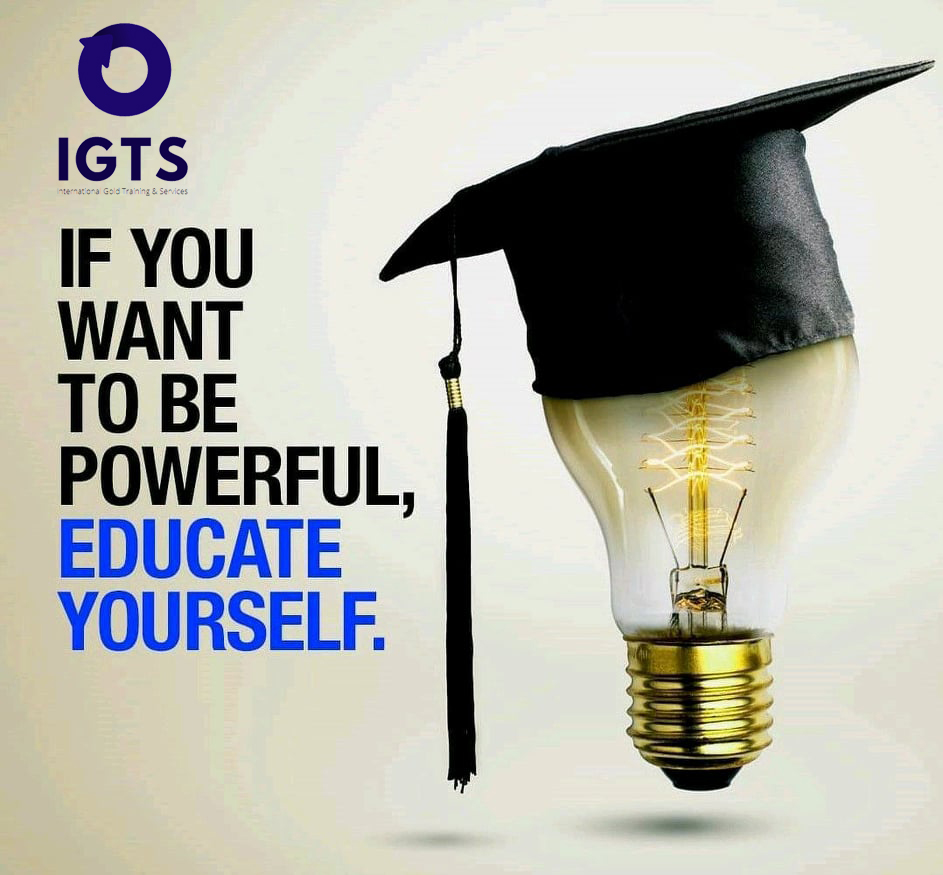 IGTS
International Gold Training & Services
IF YOU
WANT
TO BE
POWERFUL,
EDUCATE
YOURSELF.